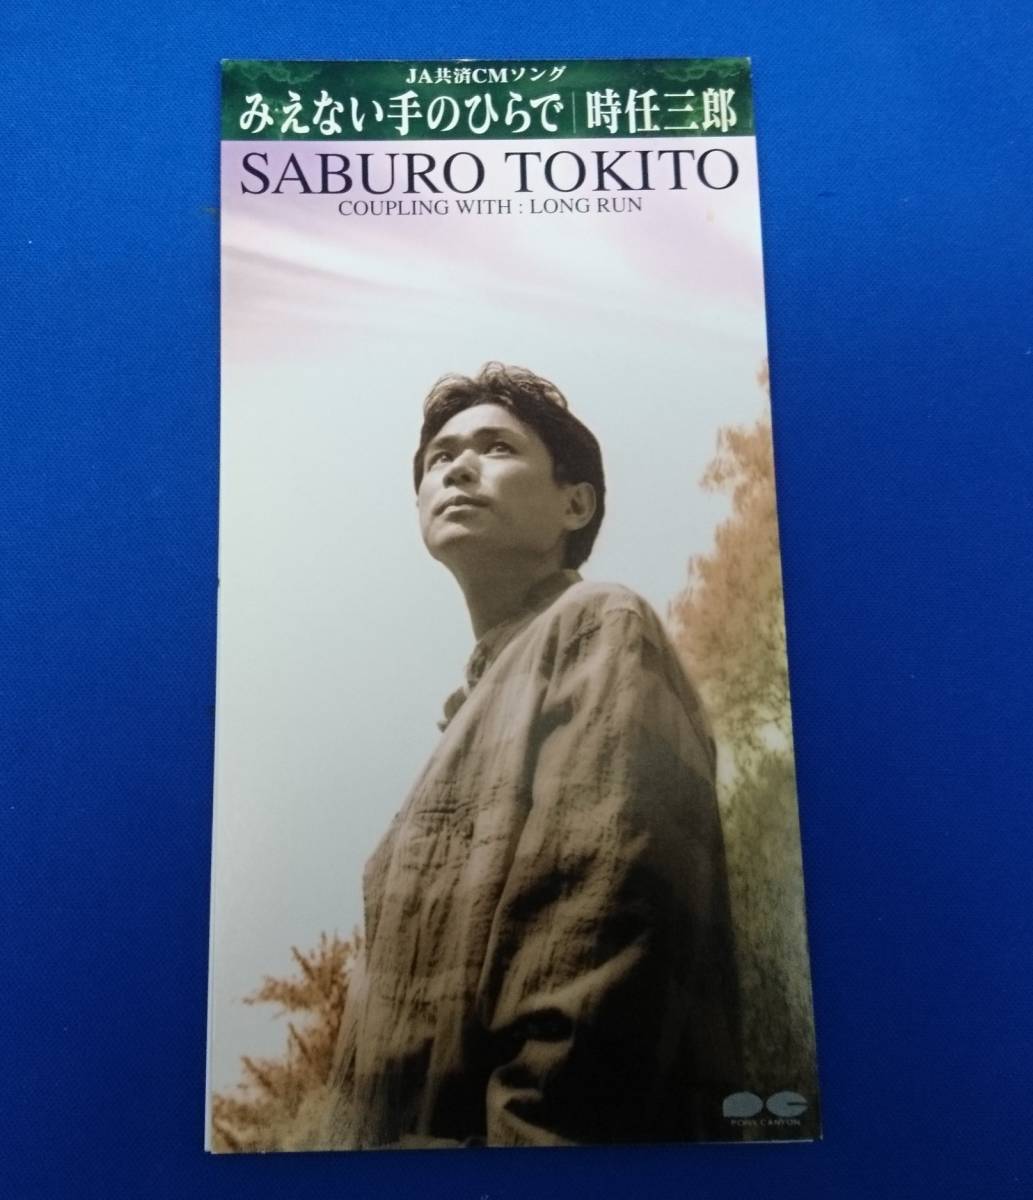 JA共済CMソング
みえない手のひらで|時任三郎
SABURO TOKITO
COUPLING WITH : LONG RUN
PONY CANYON